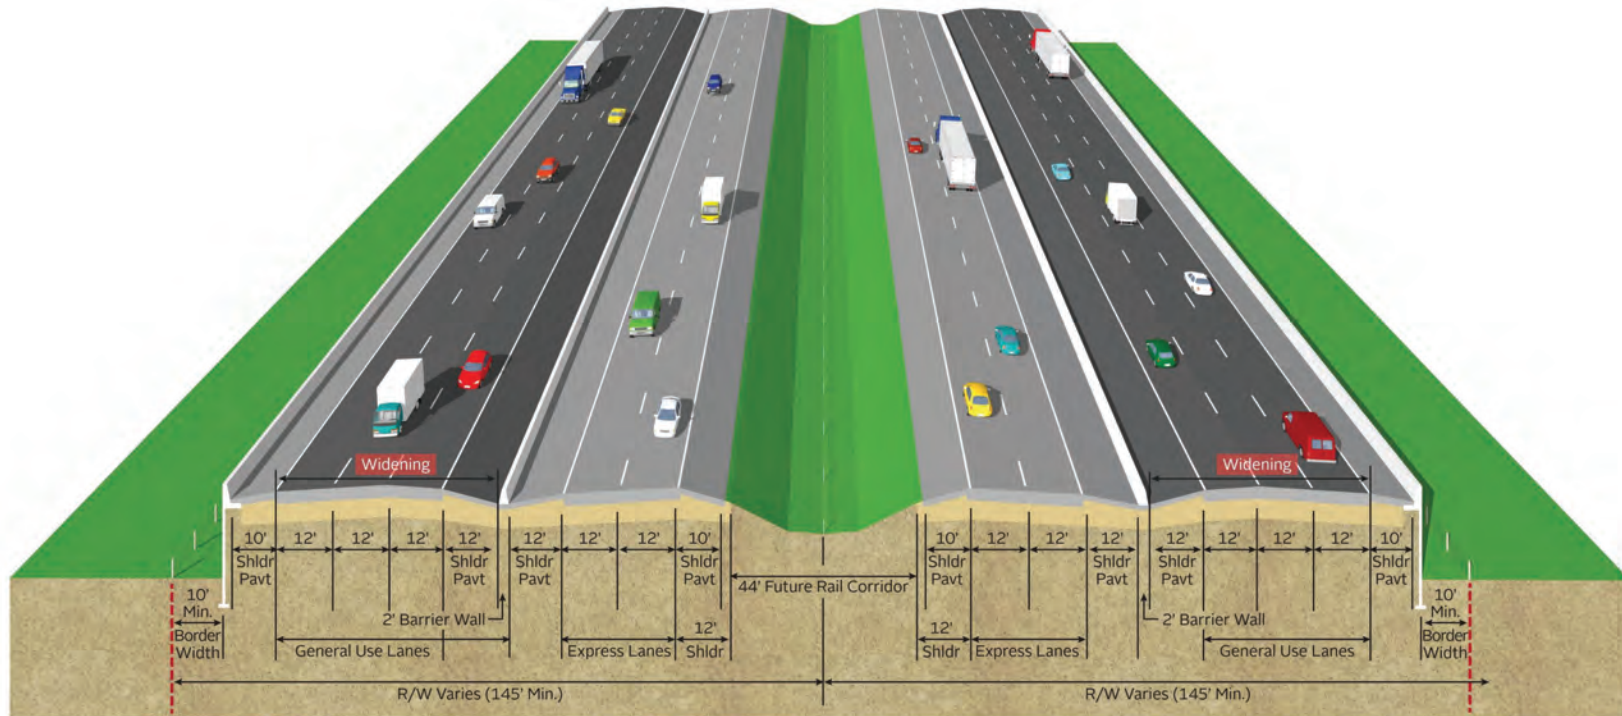 Widening
Widening
10' 12' 12' 12' 12' 12' 12' 12' 10' 10' 12' 12' 12' 12' 12' 12' 12' 10'
Shldr Shldr Shldr Shldr Shldr Shldr Shldr Shldr
Pavt Pavt Pavt Pavt Pavt Pavt Pavt Pavt
44' Future Rail Corridor
10'
Min.
Border
Width
2' Barrier Wall
2' Barrier Wall
10'
Min.
Border
Width
General Use Lanes
Express Lanes
12'
Shldr
12'
Shldr
Express Lanes
General Use Lanes
R/W Varies (145' Min.)
R/W Varies (145' Min.)